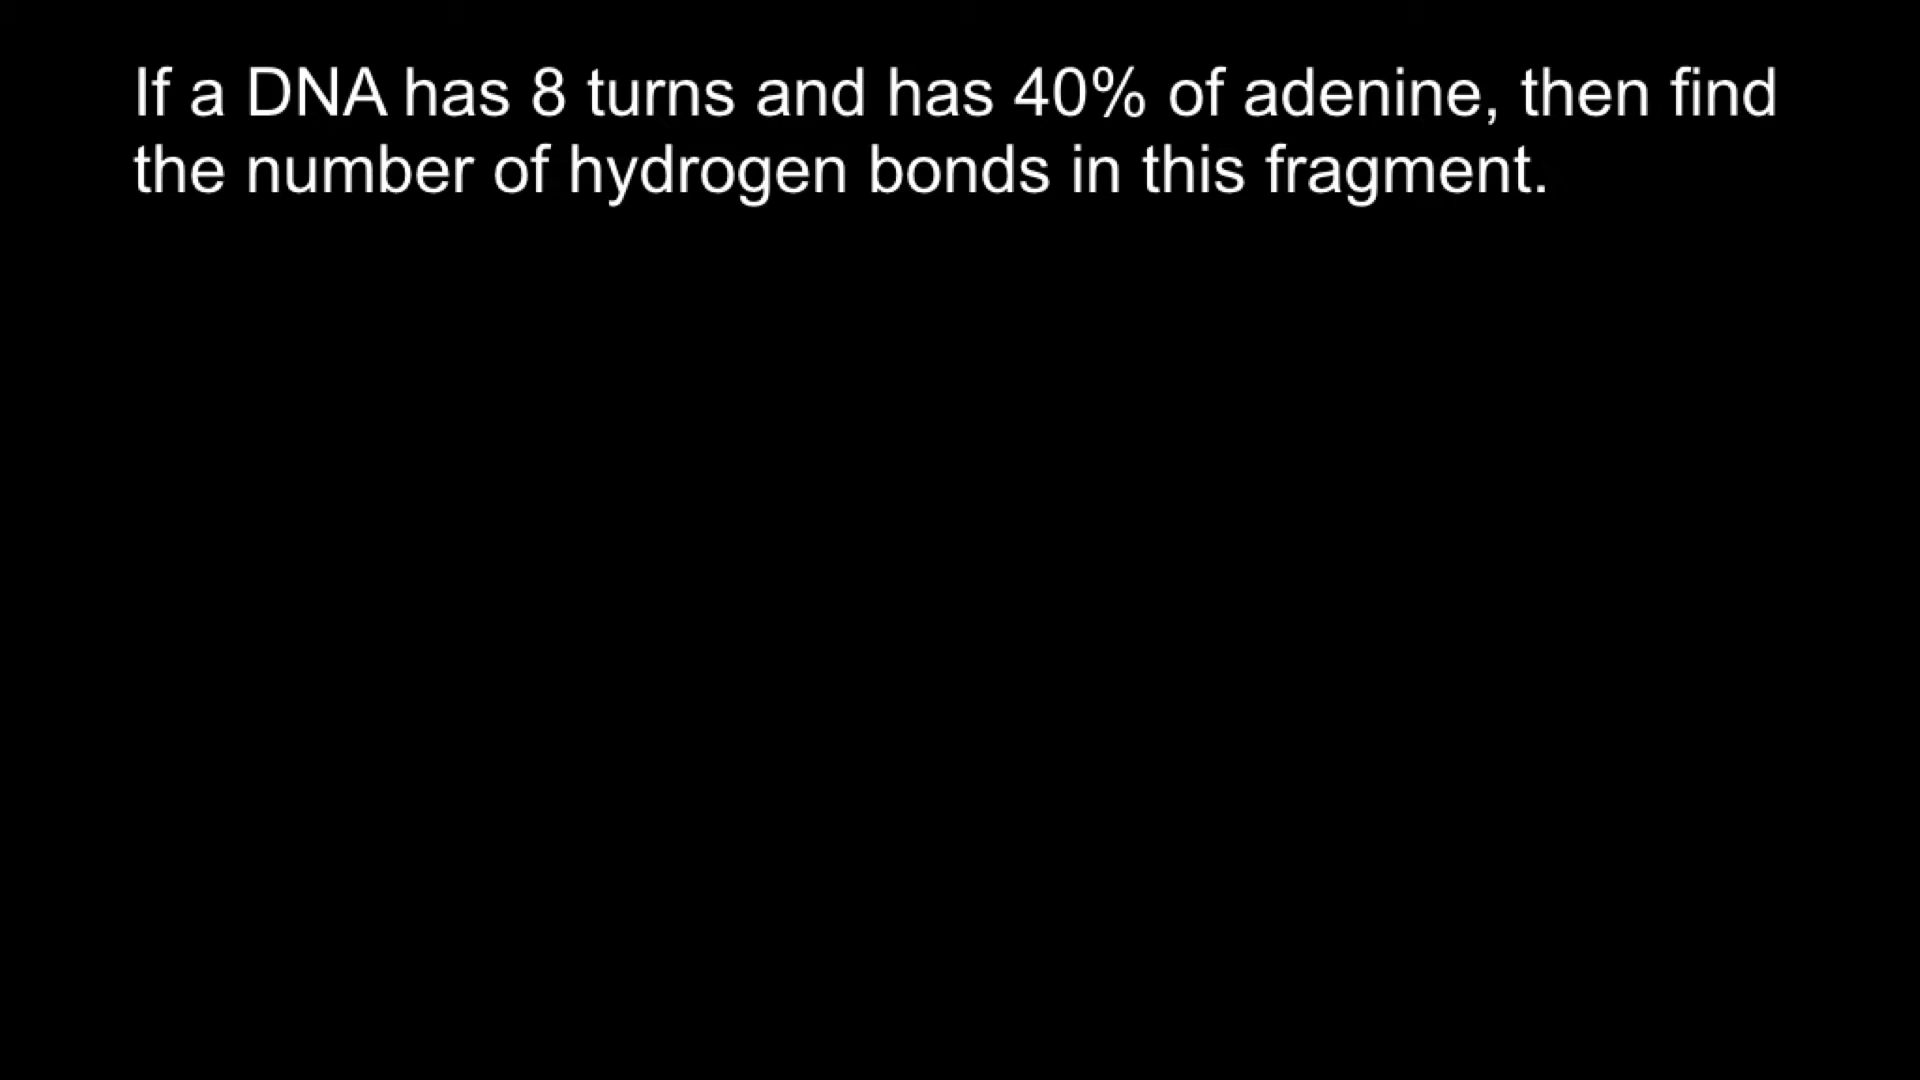 If a DNA has 8 turns and has 40% of adenine, then find
the number of hydrogen bonds in this fragment.